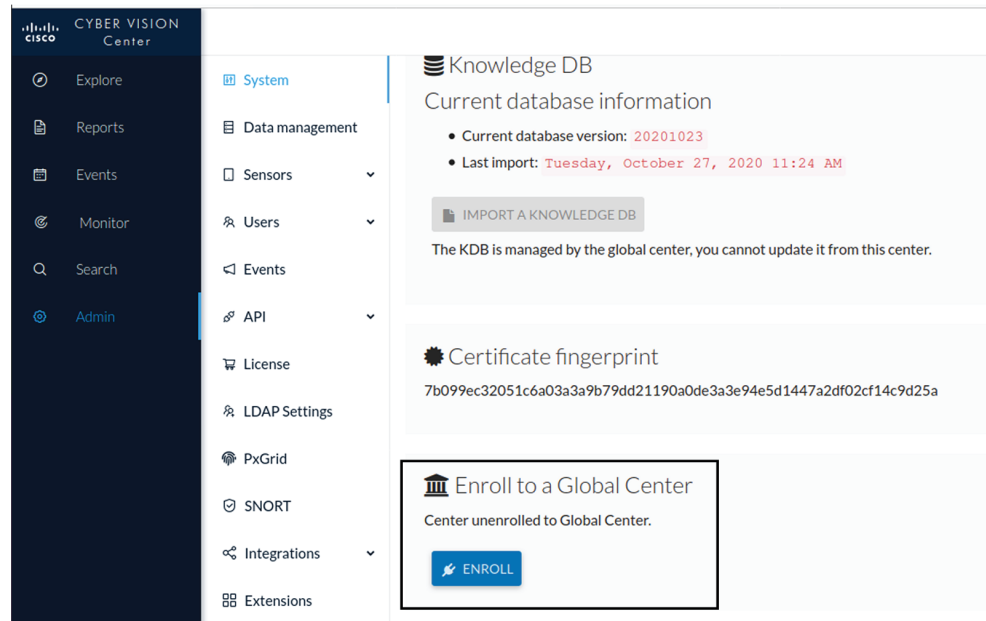 CISCO
CYBER VISION
Center
Explore
Reports
Events
Monitor
Search
Admin
System
Data management
Sensors
Users
Events
API
License
LDAP Settings
PxGrid
SNORT
Integrations
Extensions
Knowledge DB
Current database information
Current database version: 20201023
Last import: Tuesday, October 27, 2020 11:24 AM
IMPORT A KNOWLEDGE DB
The KDB is managed by the global center, you cannot update it from this center.
Certificate fingerprint
7b099ec32051c6a03a3a9b79dd21190a0de3a3e94e5d1447a2df02cf14c9d25a
Enroll to a Global Center
Center unenrolled to Global Center.
ENROLL